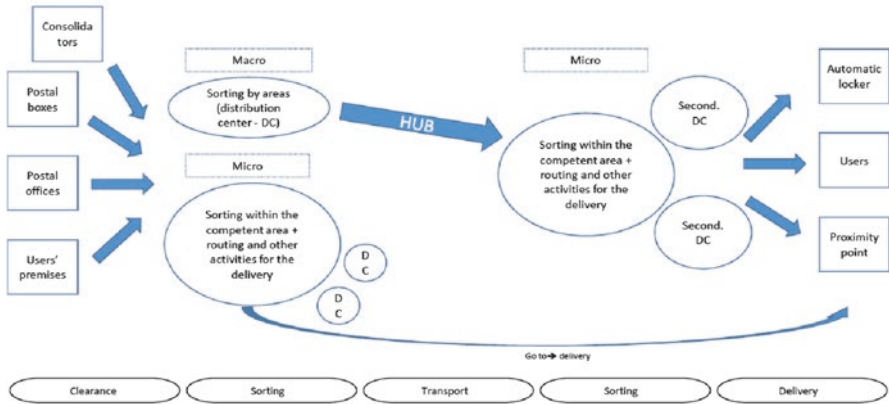 Consolida
tors
Postal
boxes
Postal
offices
Users'
premises
Macro
Sorting by areas
(distribution
center - DC)
Micro
Sorting within the
competent area +
routing and other
activities for the
delivery
D
C
D
C
HUB
Micro
Sorting within the
competent area +
routing and other
activities for the
delivery
Second.
DC
Second.
DC
Automatic
locker
Users
Proximity
point
Go to➔ delivery
Clearance
Sorting
Transport
Sorting
Delivery